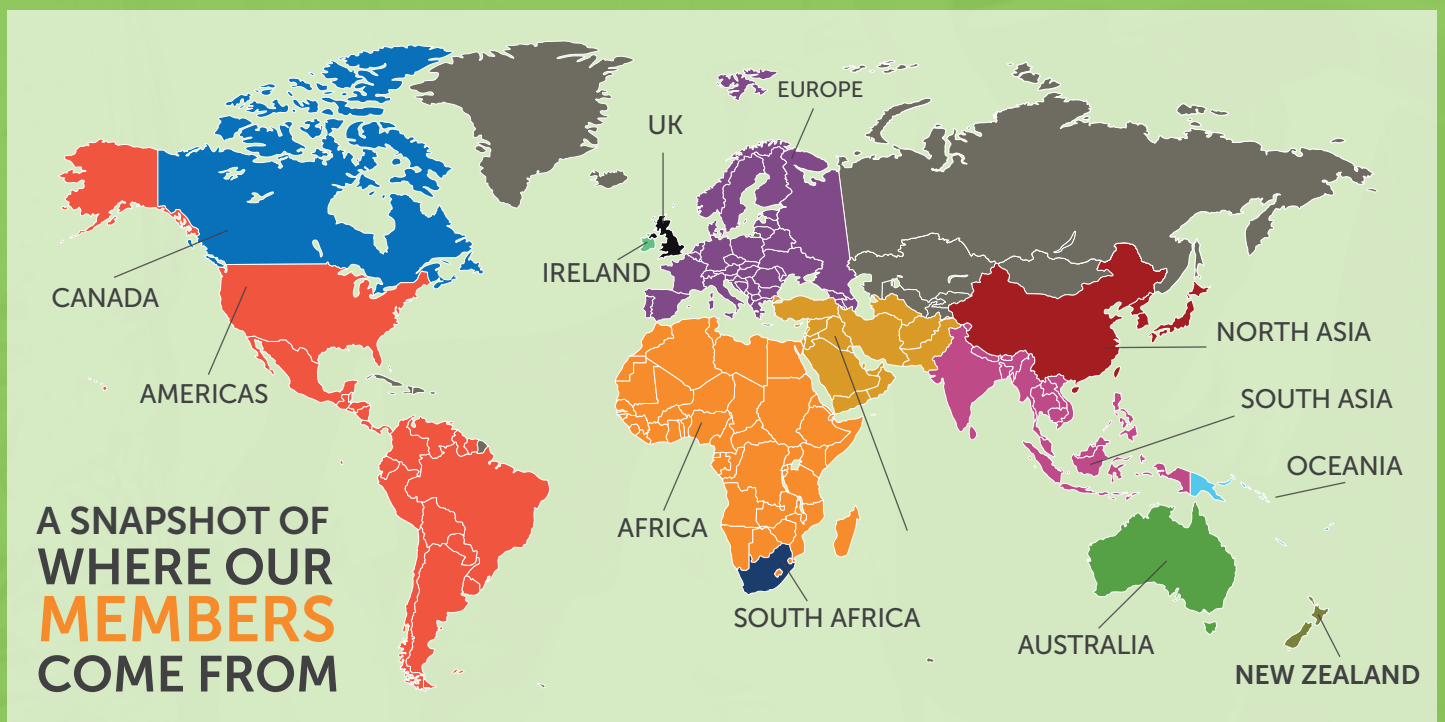 EUROPE
UK
IRELAND
CANADA
NORTH ASIA
AMERICAS
SOUTH ASIA
OCEANIA
AFRICA
SOUTH AFRICA
AUSTRALIA
NEW ZEALAND
A SNAPSHOT OF
WHERE OUR
MEMBERS
COME FROM